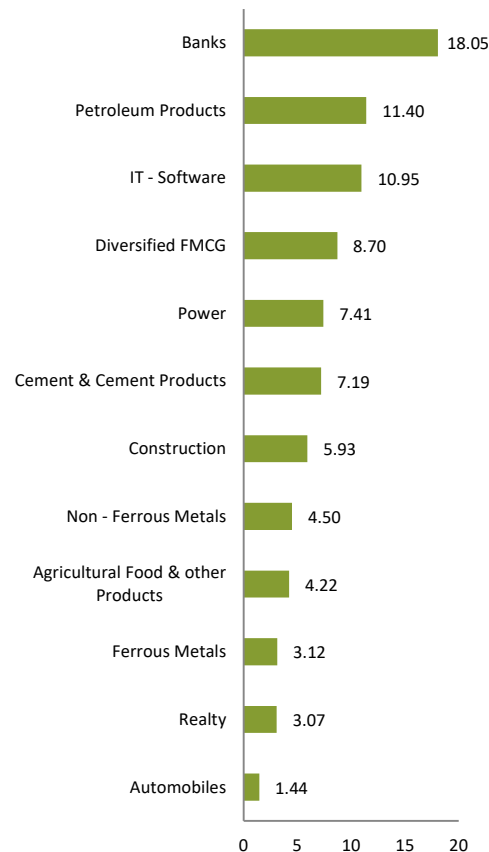 Banks 18.05
Petroleum Products 11.40
IT - Software 10.95
Diversified FMCG 8.70
Power 7.41
Cement & Cement Products 7.19
Construction 5.93
Non - Ferrous Metals 4.50
Agricultural Food & other
Products 4.22
Ferrous Metals 3.12
Realty 3.07
Automobiles 1.44
0 5 10 15 20